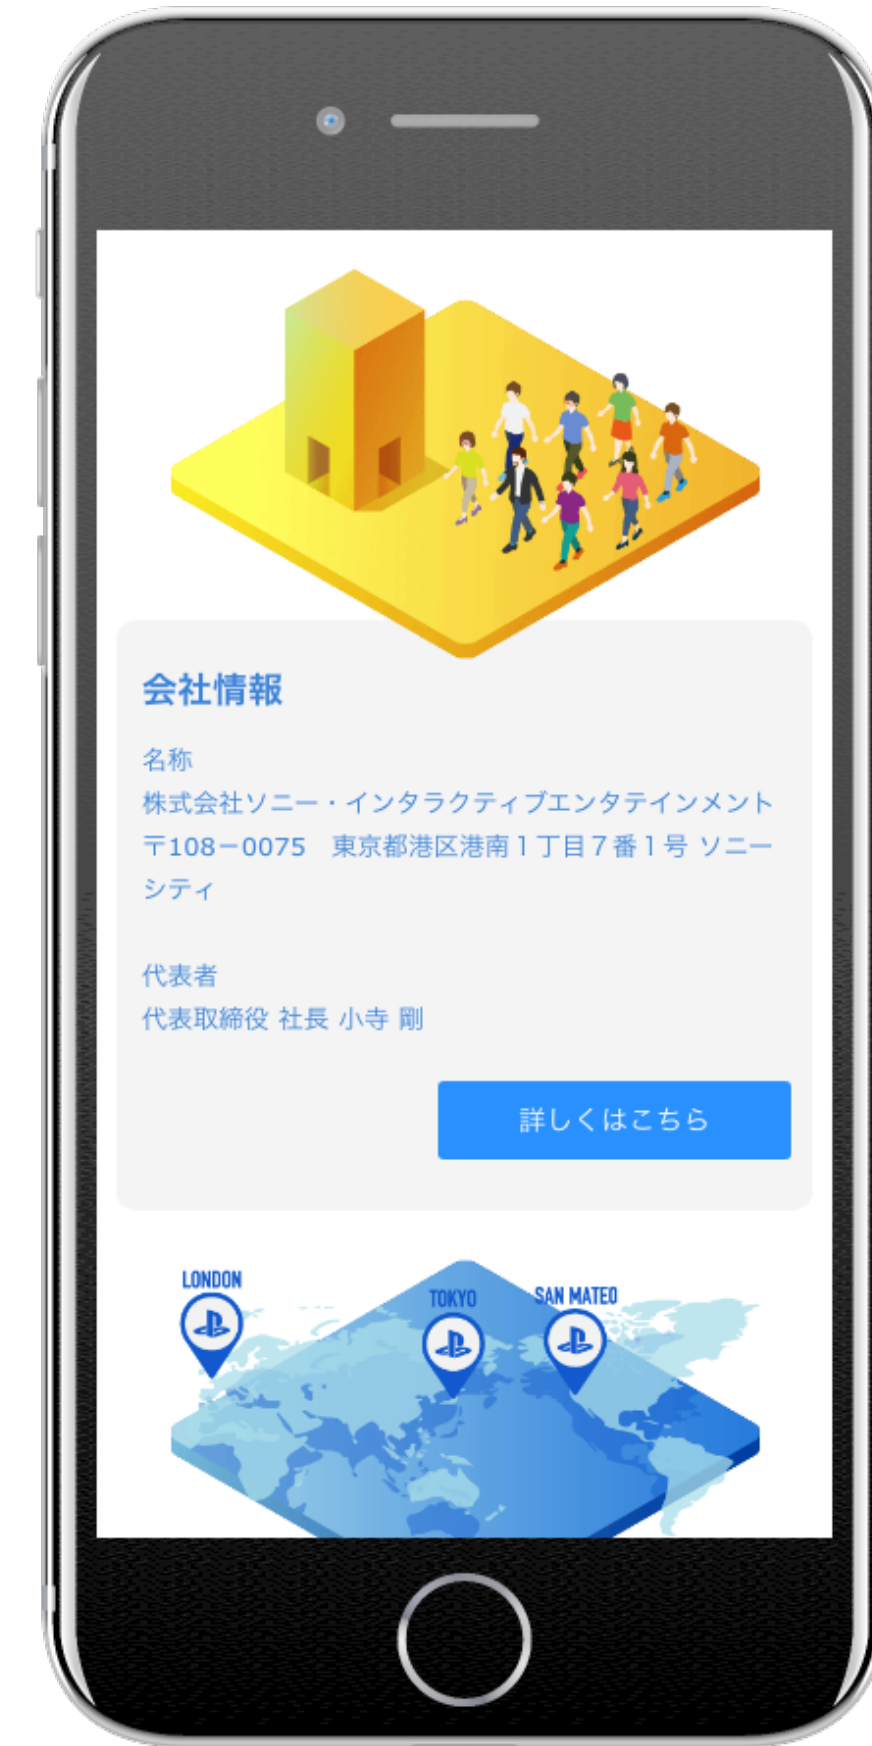 会社情報
名称
株式会社ソニー・インタラクティブエンタテインメント
〒108−0075　東京都港区港南１丁目７番１号 ソニー
シティ
代表者
代表取締役 社長 小寺 剛
詳しくはこちら
LONDON
TOKYO
SAN MATEO